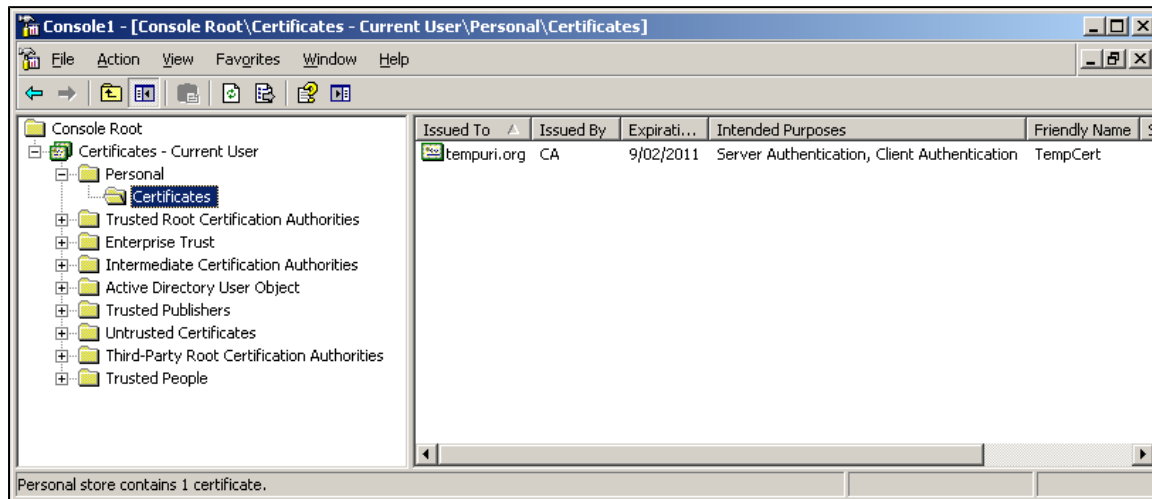 Console1 - [Console Root\Certificates - Current User\Personal\Certificates]
File Action View Favorites Window Help
Console Root
Certificates - Current User
Personal
Certificates
Trusted Root Certification Authorities
Enterprise Trust
Intermediate Certification Authorities
Active Directory User Object
Trusted Publishers
Untrusted Certificates
Third-Party Root Certification Authorities
Trusted People
Issued To Issued By Expirati... Intended Purposes Friendly Name S
tempuri.org CA 9/02/2011 Server Authentication, Client Authentication TempCert
Personal store contains 1 certificate.